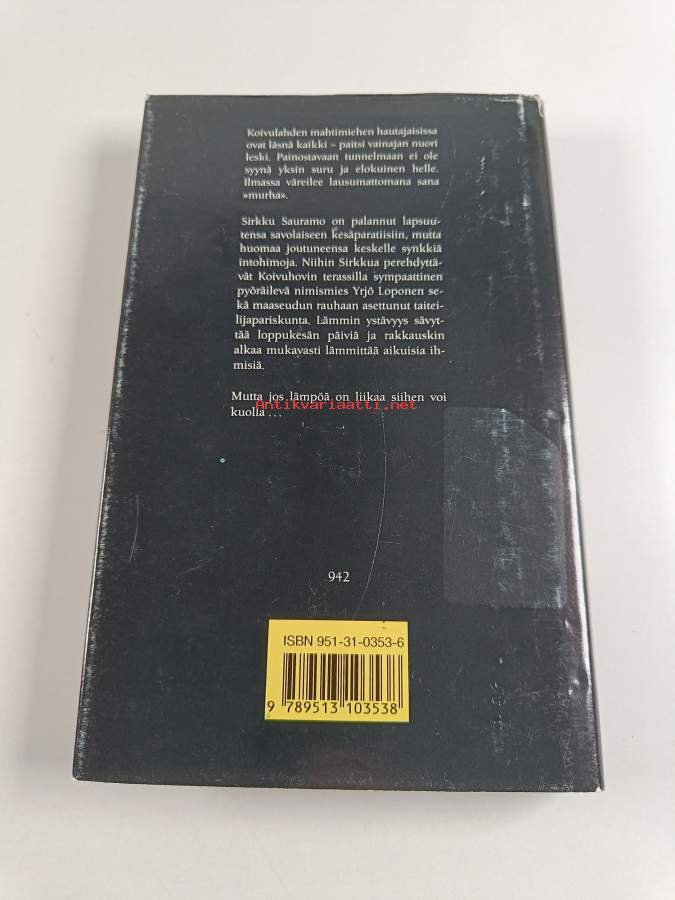 Koivulahden mahtimiehen hautajaisissa
ovat läsnä kaikki – paitsi vainajan nuori
leski. Painostavaan tunnelmaan ei ole
syynä yksin suru ja elokuinen helle.
Ilmassa väreilee lausumattomana sana
»murha».
Sirkku Sauramo on palannut lapsuu-
tensa savolaiseen kesäparatiisiin, mutta
huomaa joutuneensa keskelle synkkiä
intohimoja. Niihin Sirkkua perehdyttä-
vät Koivuhovin terassilla sympaattinen
pyöräilevä nimismies Yrjö Loponen se-
kä maaseudun rauhaan asettunut taitei-
lijapariskunta. Lämmin ystävyys sävyt-
tää loppukesän päiviä ja rakkauskin
alkaa mukavasti lämmittää aikuisia ih-
misiä.
Mutta jos lämpöä on liikaa siihen voi
kuolla ...
Antikvariaatti.net
942
ISBN 951-31-0353-6
9 789513 103538